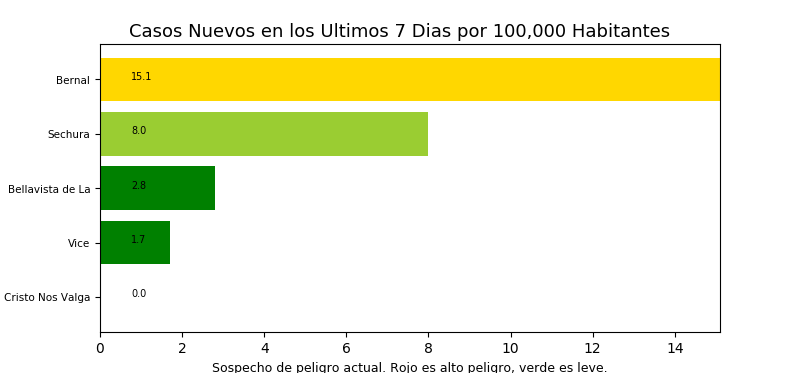 Casos Nuevos en los Ultimos 7 Dias por 100,000 Habitantes
Bernal 15.1
Sechura 8.0
Bellavista de La 2.8
Vice 1.7
Cristo Nos Valga 0.0
0 2 4 6 8 10 12 14
Sospecho de peligro actual. Rojo es alto peligro, verde es leve.